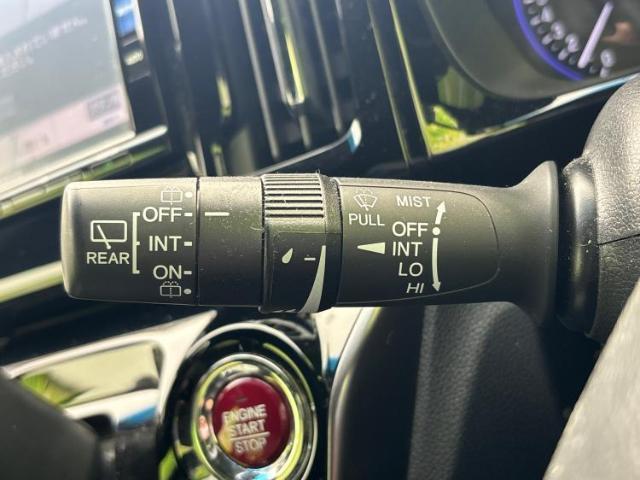 OFF
INT
ON
REAR
MIST
PULL
OFF
INT
LO
HI
ENGINE
START
STOP